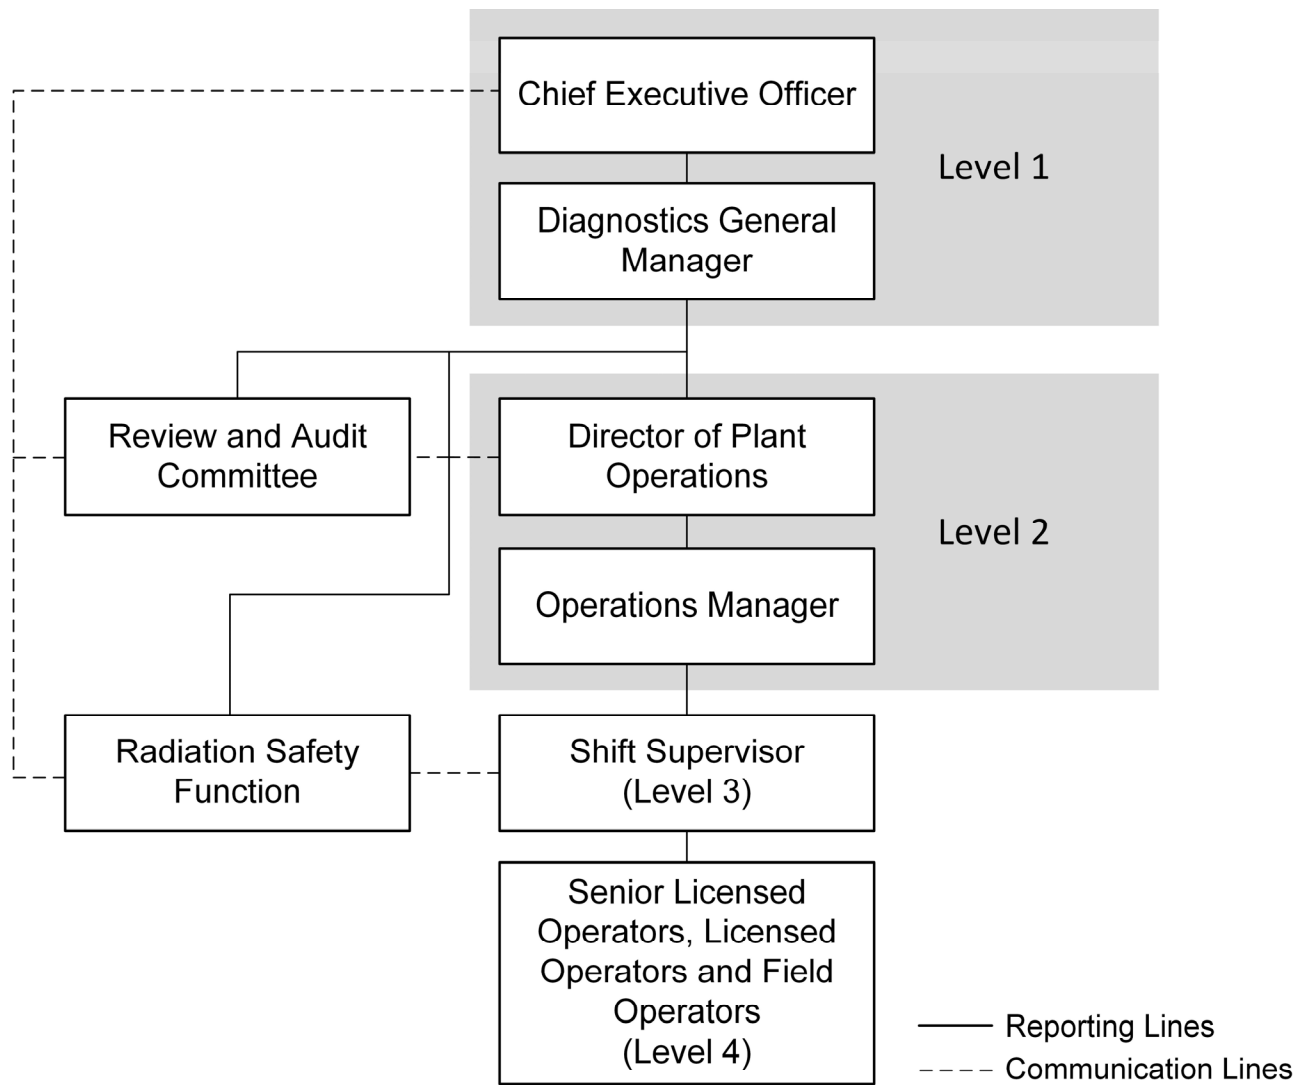 Chief Executive Officer
Level 1
Diagnostics General
Manager
Review and Audit
Committee
Director of Plant
Operations
Level 2
Operations Manager
Radiation Safety
Function
Shift Supervisor
(Level 3)
Senior Licensed
Operators, Licensed
Operators and Field
Operators
(Level 4)
Reporting Lines
Communication Lines